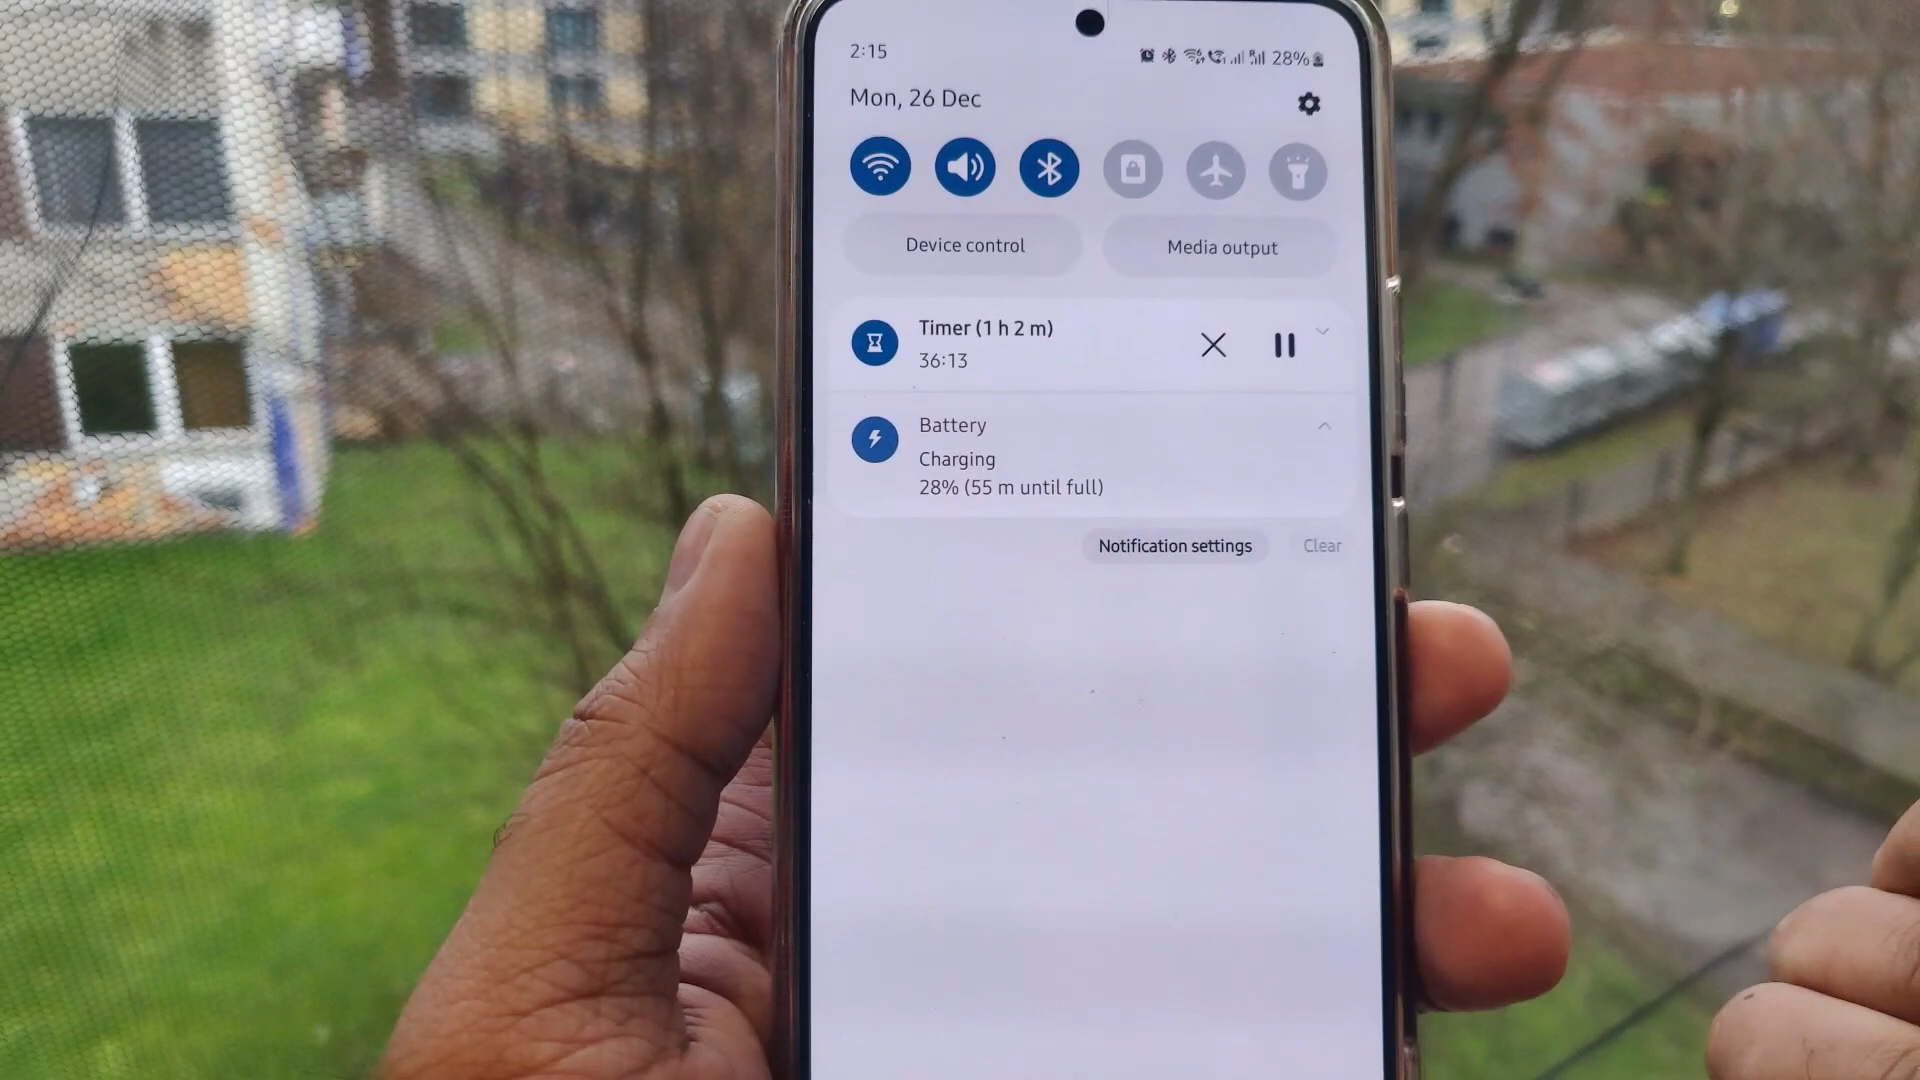 2:15
28%
Mon, 26 Dec
Device control
Media output
Timer (1 h 2 m)
36:13
Battery
Charging
28% (55 m until full)
Notification settings
Clear